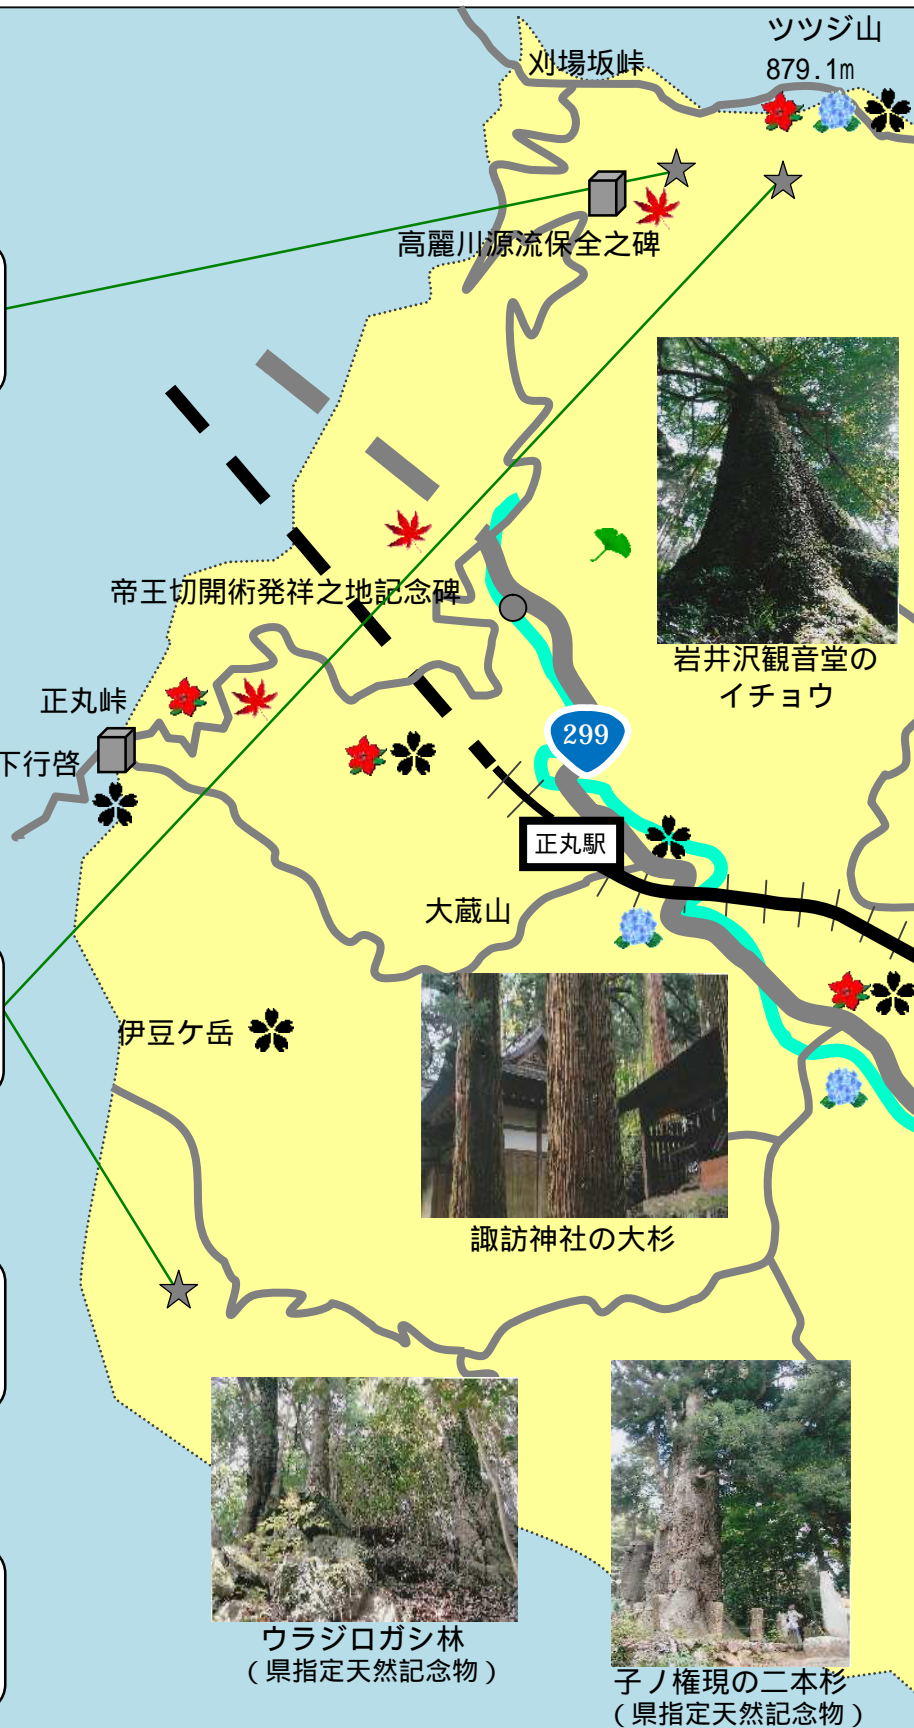 ツツジ山
879.1m
刈場坂峠
高麗川源流保全之碑
帝王切開術発祥之地記念碑
岩井沢観音堂の
イチョウ
正丸峠
下行啓
299
正丸駅
大蔵山
伊豆ケ岳
諏訪神社の大杉
ウラジロガシ林
（県指定天然記念物）
子ノ権現の二本杉
（県指定天然記念物）